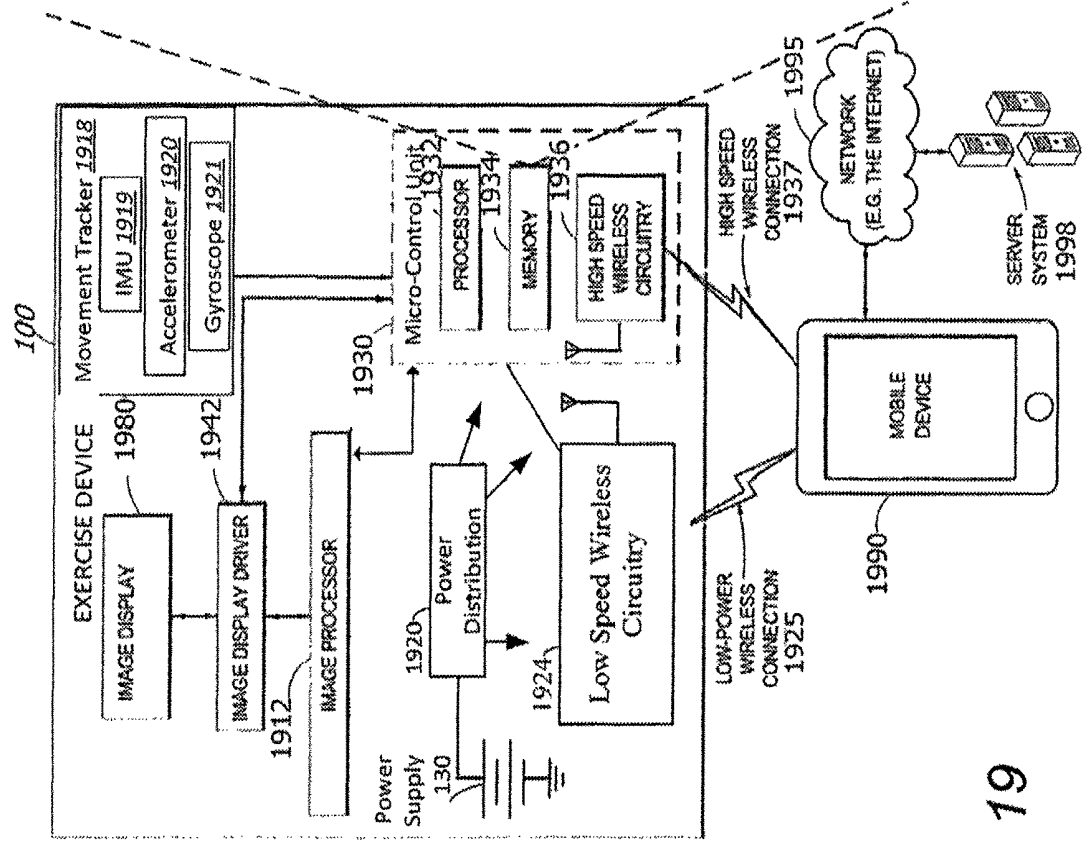 100
EXERCISE DEVICE
Movement Tracker 1918
IMU 1919
Accelerometer 1920
Gyroscope 1921
1980
IMAGE DISPLAY
1942
IMAGE DISPLAY DRIVER
1912
IMAGE PROCESSOR
1930
Micro-Control Unit
1932
PROCESSOR
1934
MEMORY
1936
HIGH SPEED
WIRELESS
CIRCUITRY
Power
Supply
130
1920
Power
Distribution
1924
Low Speed Wireless
Circuitry
LOW-POWER
WIRELESS
CONNECTION
1925
HIGH SPEED
WIRELESS
CONNECTION
1937
1990
MOBILE
DEVICE
1995
NETWORK
(E.G. THE INTERNET)
SERVER
SYSTEM
1998
19